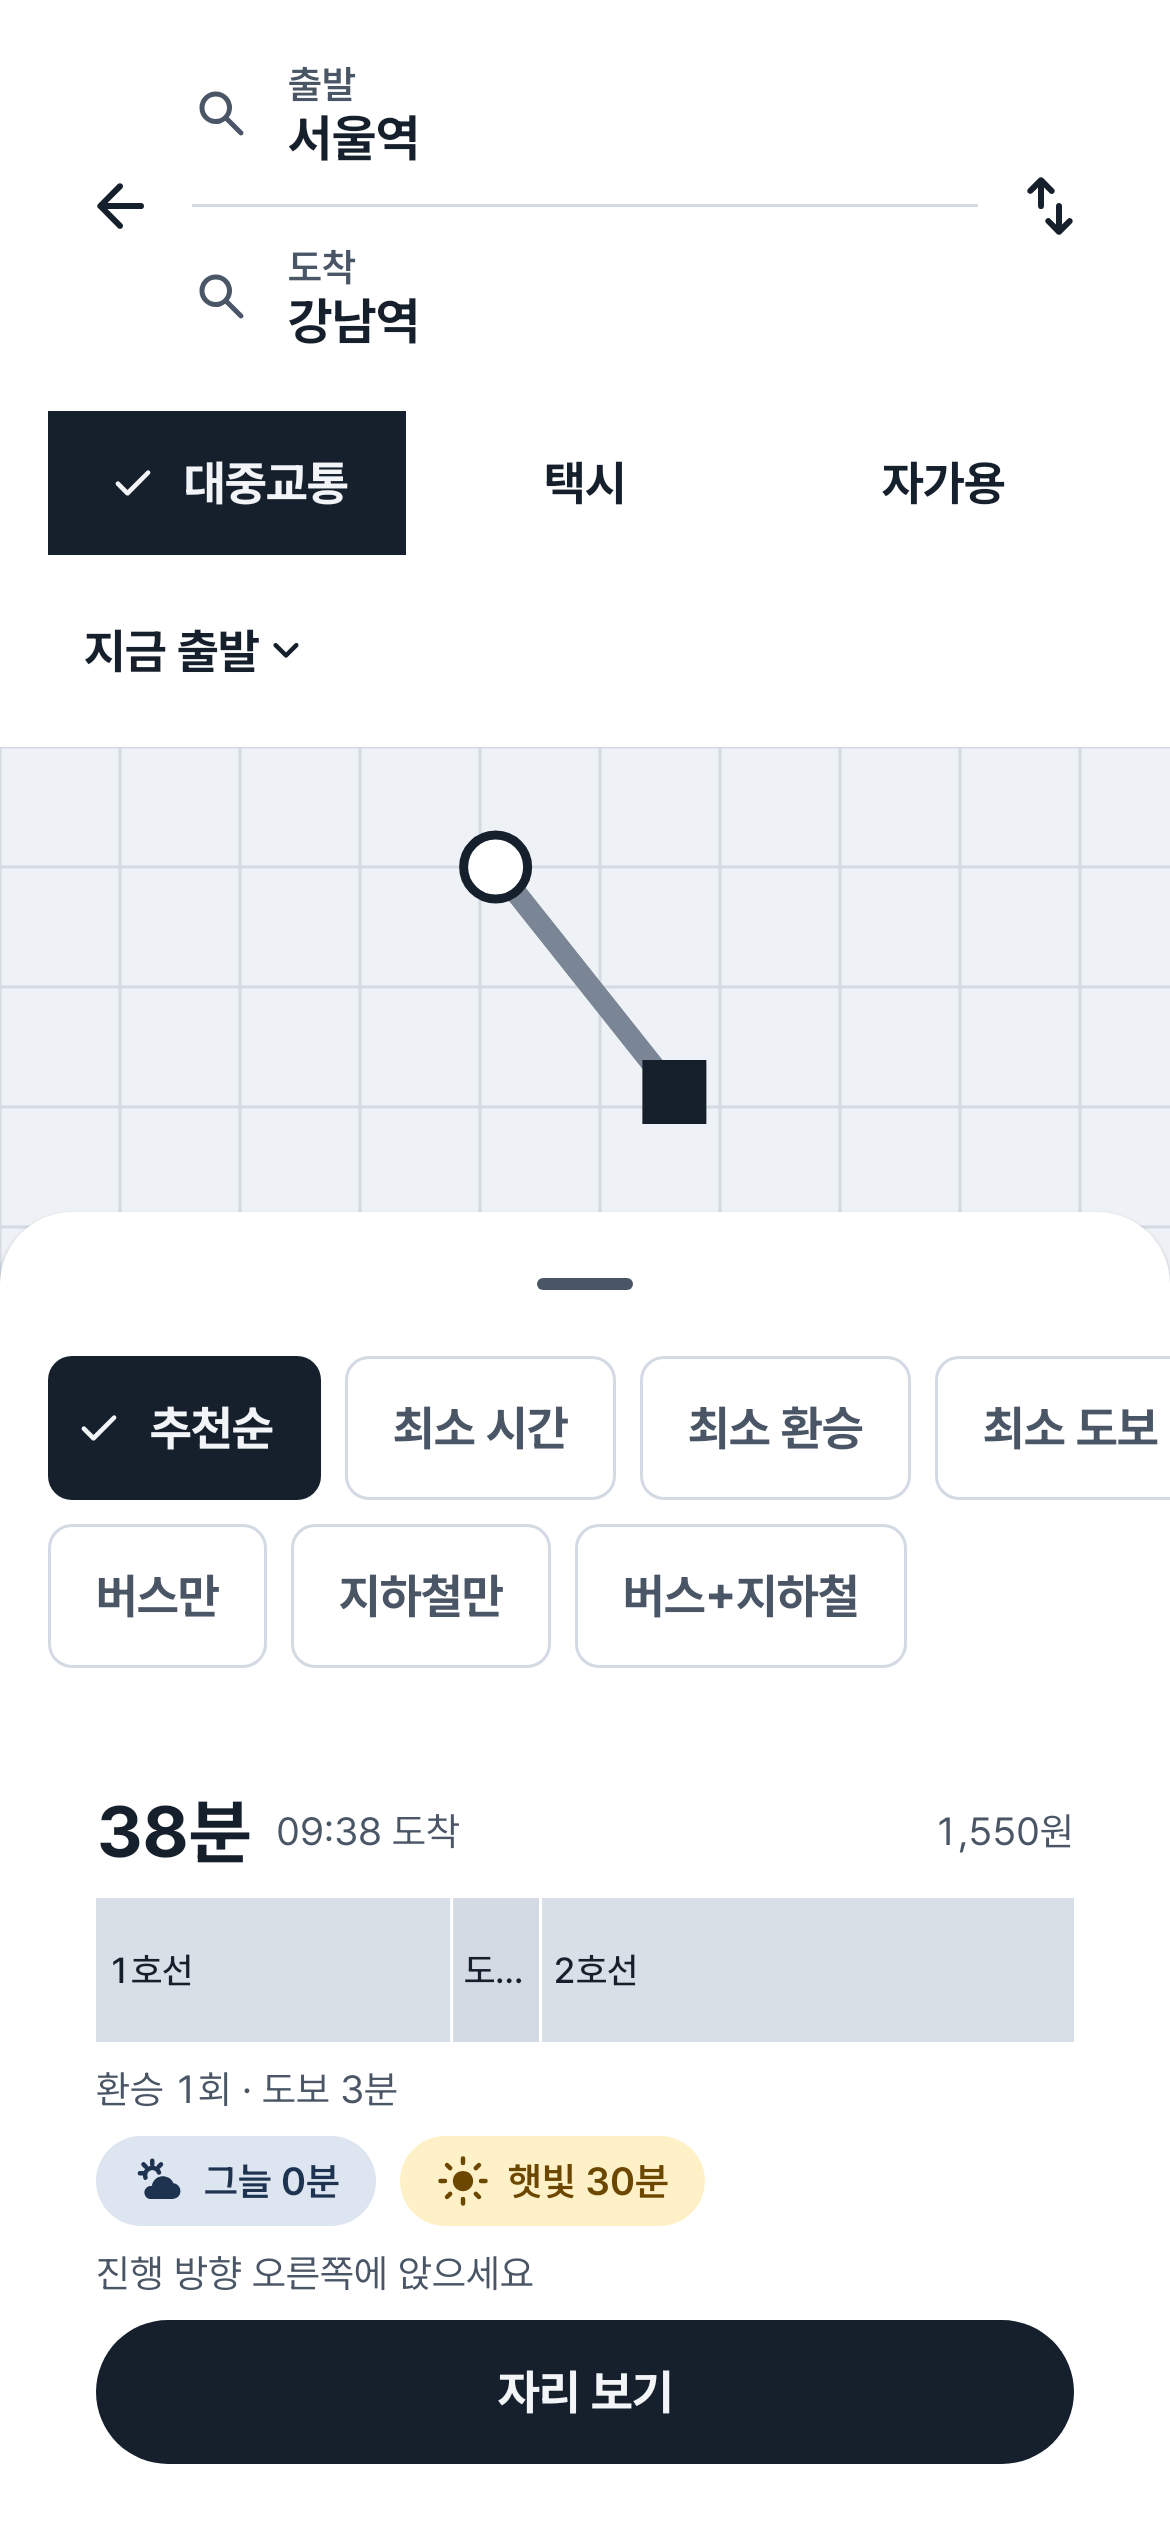 출발
서울역
도착
강남역
대중교통 택시 자가용
지금 출발
추천순 최소 시간 최소 환승 최소 도보
버스만 지하철만 버스+지하철
38분 09:38 도착 1,550원
1호선 도... 2호선
환승 1회 · 도보 3분
그늘 0분 햇빛 30분
진행 방향 오른쪽에 앉으세요
자리 보기